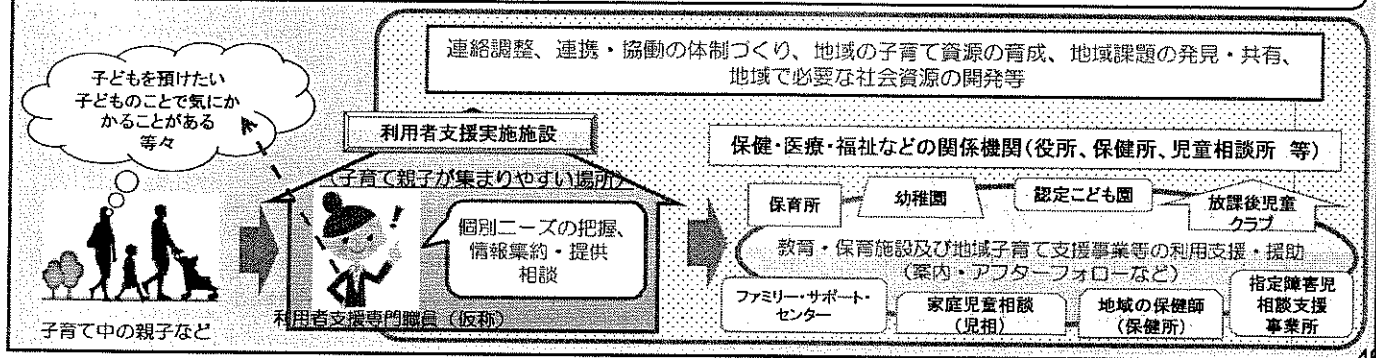 連絡調整、連携・協働の体制づくり、地域の子育て資源の育成、地域課題の発見・共有、
地域で必要な社会資源の開発等
子どもを預けたい
子どものことで気にか
かることがある
等々
子育て中の親子など
利用者支援実施施設
(子育て親子が集まりやすい場所)
個別ニーズの把握、
情報集約・提供
相談
利用者支援専門職員(仮称)
保健・医療・福祉などの関係機関(役所、保健所、児童相談所 等)
保育所
幼稚園
認定こども園
放課後児童
クラブ
教育・保育施設及び地域子育て支援事業等の利用支援・援助
(案内・アフターフォローなど)
ファミリー・サポート・
センター
家庭児童相談
(児相)
地域の保健師
(保健所)
指定障害児
相談支援
事業所